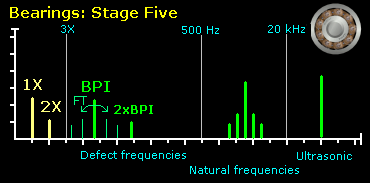 Bearings: Stage Five
3X
500 Hz
20 kHz
1X
2X
FT
BPI
2xBPI
Defect frequencies
Ultrasonic
Natural frequencies